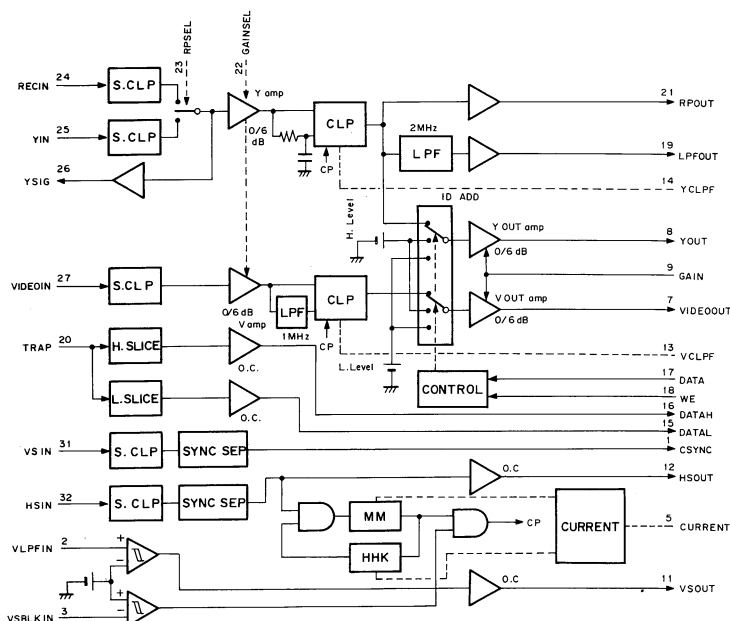 23 RPSEL
22 GAINSEL
24
RECIN
S.CLP
Y amp
0/6
dB
CLP
CP
21
RPOUT
25
YIN
S.CLP
2MHz
LPF
19
LPFOUT
26
YSIG
14
YCLPF
ID ADD
H. Level
Y OUT amp
0/6 dB
8
YOUT
9
GAIN
27
VIDEOIN
S.CLP
0/6 dB
V amp
LPF
1MHz
CLP
CP
V OUT amp
0/6 dB
7
VIDEOOUT
20
TRAP
H.SLICE
O.C.
13
VCLPF
L.SLICE
O.C.
L.Level
CONTROL
17
DATA
18
WE
16
DATAH
15
DATAL
31
VSIN
S. CLP
SYNC SEP
1
CSYNC
32
HSIN
S. CLP
SYNC SEP
O.C
12
HSOUT
MM
HHK
CP
CURRENT
5
CURRENT
VLPFIN 2
+
-
O.C
11
VSOUT
+
-
VSBLKIN 3